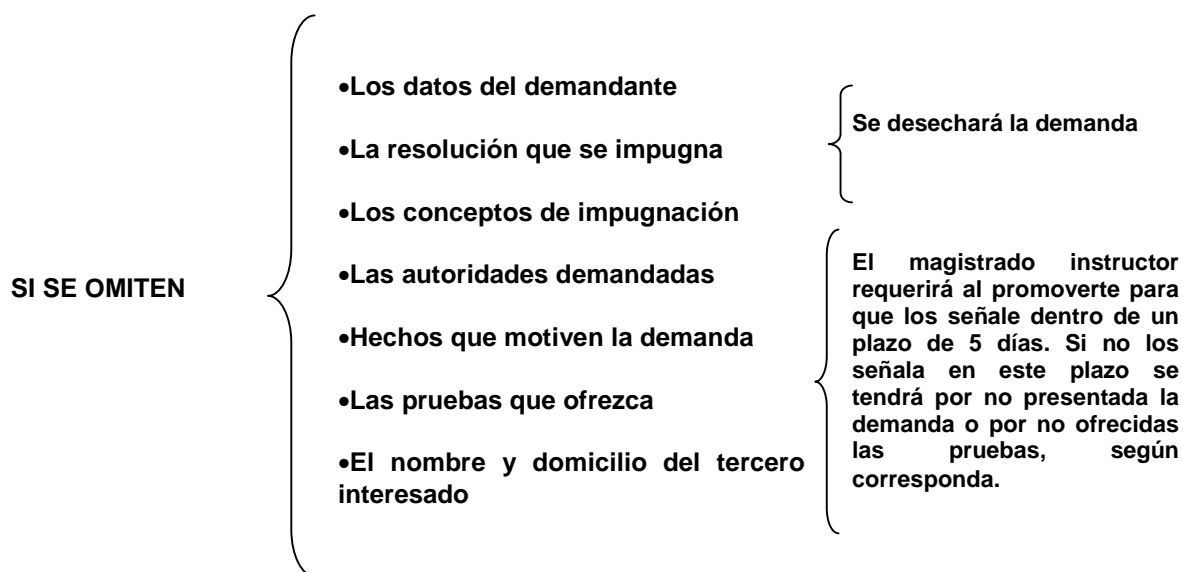 SI SE OMITEN
•Los datos del demandante
•La resolución que se impugna
•Los conceptos de impugnación
•Las autoridades demandadas
•Hechos que motiven la demanda
•Las pruebas que ofrezca
•El nombre y domicilio del tercero
interesado
Se desechará la demanda
El magistrado instructor
requerirá al promoverte para
que los señale dentro de un
plazo de 5 días. Si no los
señala en este plazo se
tendrá por no presentada la
demanda o por no ofrecidas
las pruebas, según
corresponda.